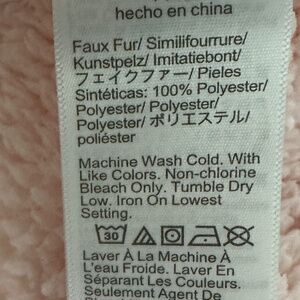 hecho en china
Faux Fur/ Similifourrure/
Kunstpelz/ Imitatiebont/
フェイクファー/ Pieles
Sintéticas: 100% Polyester/
Polyester/ Polyester/
Polyester/ ポリエステル/
poliéster
Machine Wash Cold. With
Like Colors. Non-chlorine
Bleach Only. Tumble Dry
Low. Iron On Lowest
Setting.
30
Laver À La Machine À
L'eau Froide. Laver En
Séparant Les Couleurs.
Seulement Agent De